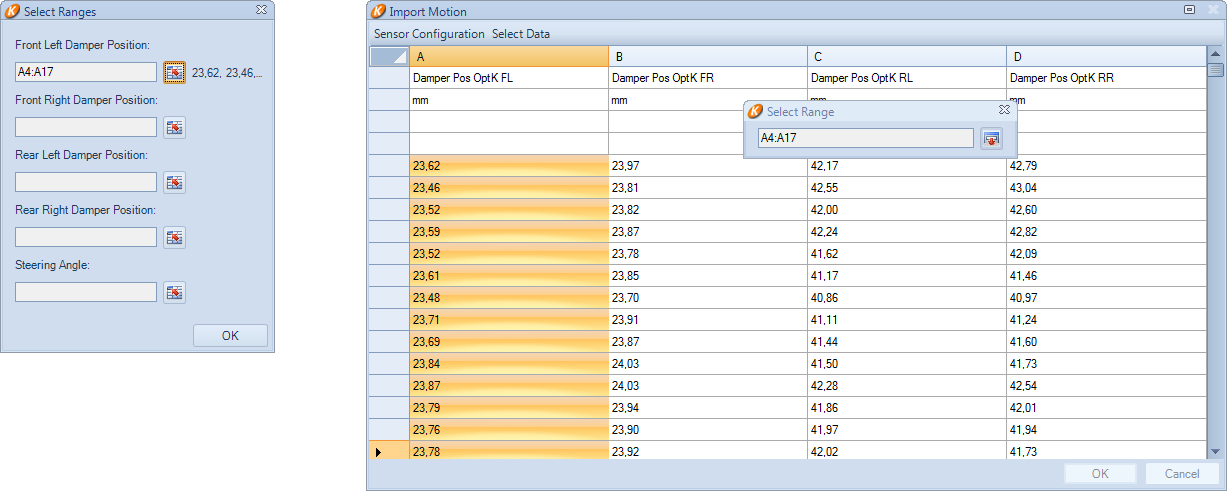 Select Ranges
Front Left Damper Position:
A4:A17 23,62, 23,46,...
Front Right Damper Position:
Rear Left Damper Position:
Rear Right Damper Position:
Steering Angle:
OK
Import Motion
Sensor Configuration Select Data
A B C D
Damper Pos OptK FL Damper Pos OptK FR Damper Pos OptK RL Damper Pos OptK RR
mm mm mm mm
Select Range
A4:A17
23,62 23,97 42,17 42,79
23,46 23,81 42,55 43,04
23,52 23,82 42,00 42,60
23,59 23,87 42,24 42,82
23,52 23,78 41,62 42,09
23,61 23,85 41,17 41,46
23,48 23,70 40,86 40,97
23,71 23,91 41,11 41,24
23,69 23,87 41,44 41,60
23,84 24,03 41,50 41,73
23,87 24,03 42,28 42,54
23,79 23,94 41,86 42,01
23,76 23,90 41,97 41,94
23,78 23,92 42,02 41,73
OK Cancel